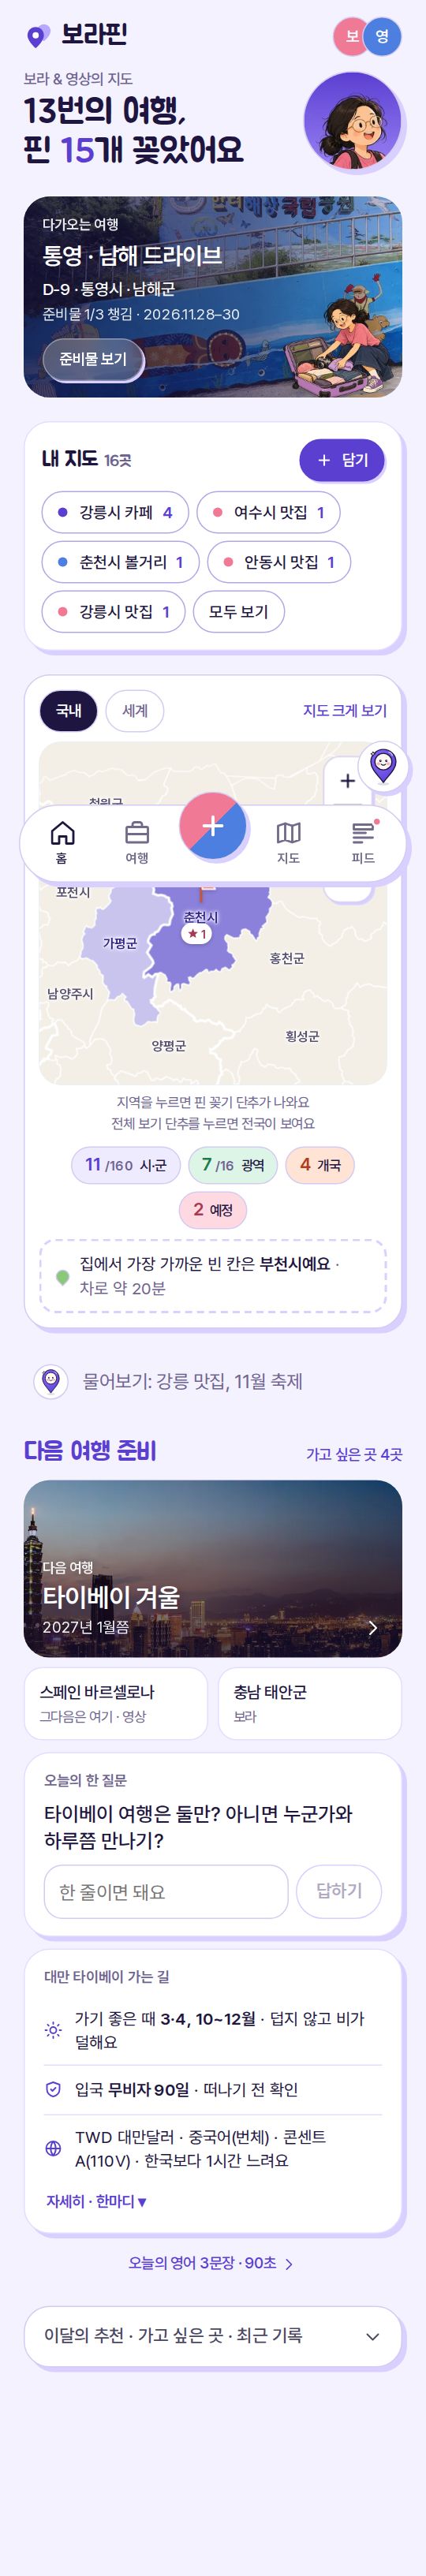 보라핀
보 영
보라 & 영상의 지도
13번의 여행,
핀 15개 꽂았어요
다가오는 여행
통영 · 남해 드라이브
D-9 · 통영시 · 남해군
준비물 1/3 챙김 · 2026.11.28–30
준비물 보기
내 지도 16곳
+ 담기
강릉시 카페 4
여수시 맛집 1
춘천시 볼거리 1
안동시 맛집 1
강릉시 맛집 1
모두 보기
국내
세계
지도 크게 보기
+
홈
여행
+
지도
피드
포천시
춘천시
★ 1
가평군
홍천군
남양주시
횡성군
양평군
지역을 누르면 핀 꽂기 단추가 나와요
전체 보기 단추를 누르면 전국이 보여요
11 /160 시·군
7 /16 광역
4 개국
2 예정
집에서 가장 가까운 빈 칸은 부천시예요 ·
차로 약 20분
물어보기: 강릉 맛집, 11월 축제
다음 여행 준비
가고 싶은 곳 4곳
다음 여행
타이베이 겨울
2027년 1월쯤
스페인 바르셀로나
그다음은 여기 · 영상
충남 태안군
보라
오늘의 한 질문
타이베이 여행은 둘만? 아니면 누군가와
하루쯤 만나기?
한 줄이면 돼요
답하기
대만 타이베이 가는 길
가기 좋은 때 3·4, 10~12월 · 덥지 않고 비가
덜해요
입국 무비자 90일 · 떠나기 전 확인
TWD 대만달러 · 중국어(번체) · 콘센트
A(110V) · 한국보다 1시간 느려요
자세히 · 한마디 ▾
오늘의 영어 3문장 · 90초
이달의 추천 · 가고 싶은 곳 · 최근 기록